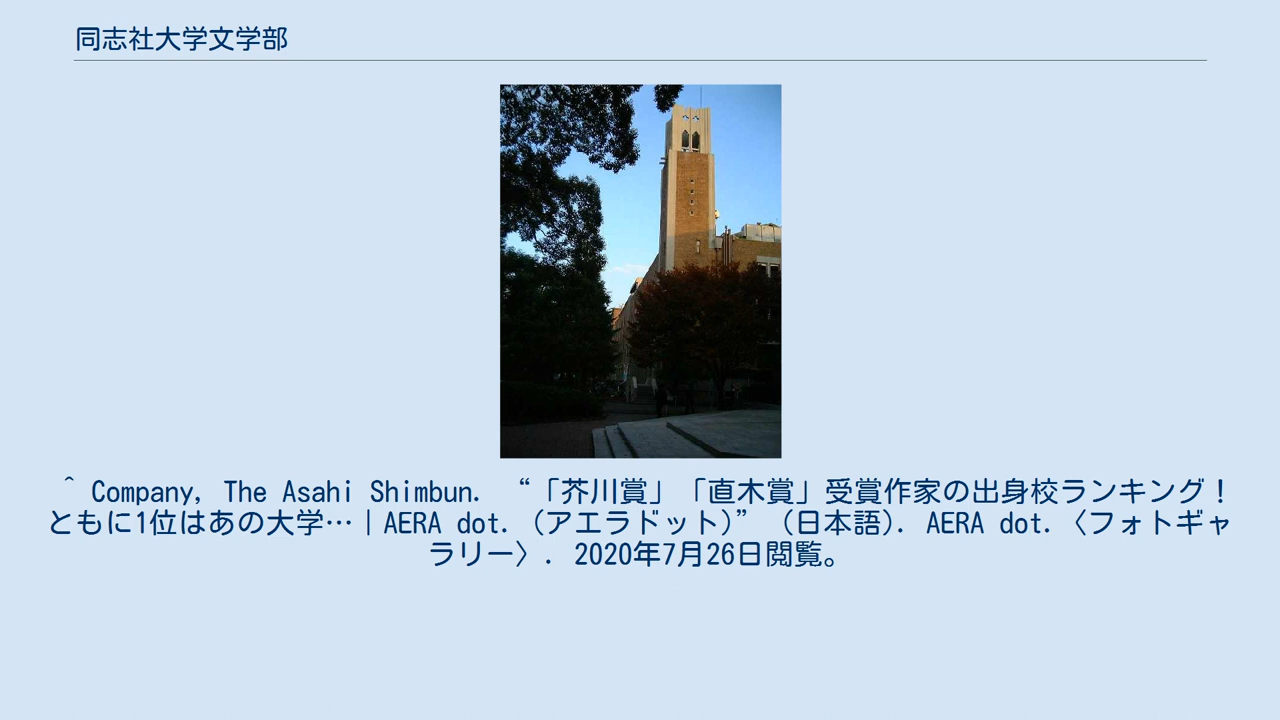 同志社大学文学部
^ Company, The Asahi Shimbun. “「芥川賞」「直木賞」受賞作家の出身校ランキング！
ともに1位はあの大学…｜AERA dot. (アエラドット)” (日本語). AERA dot.〈フォトギャ
ラリー〉. 2020年7月26日閲覧。